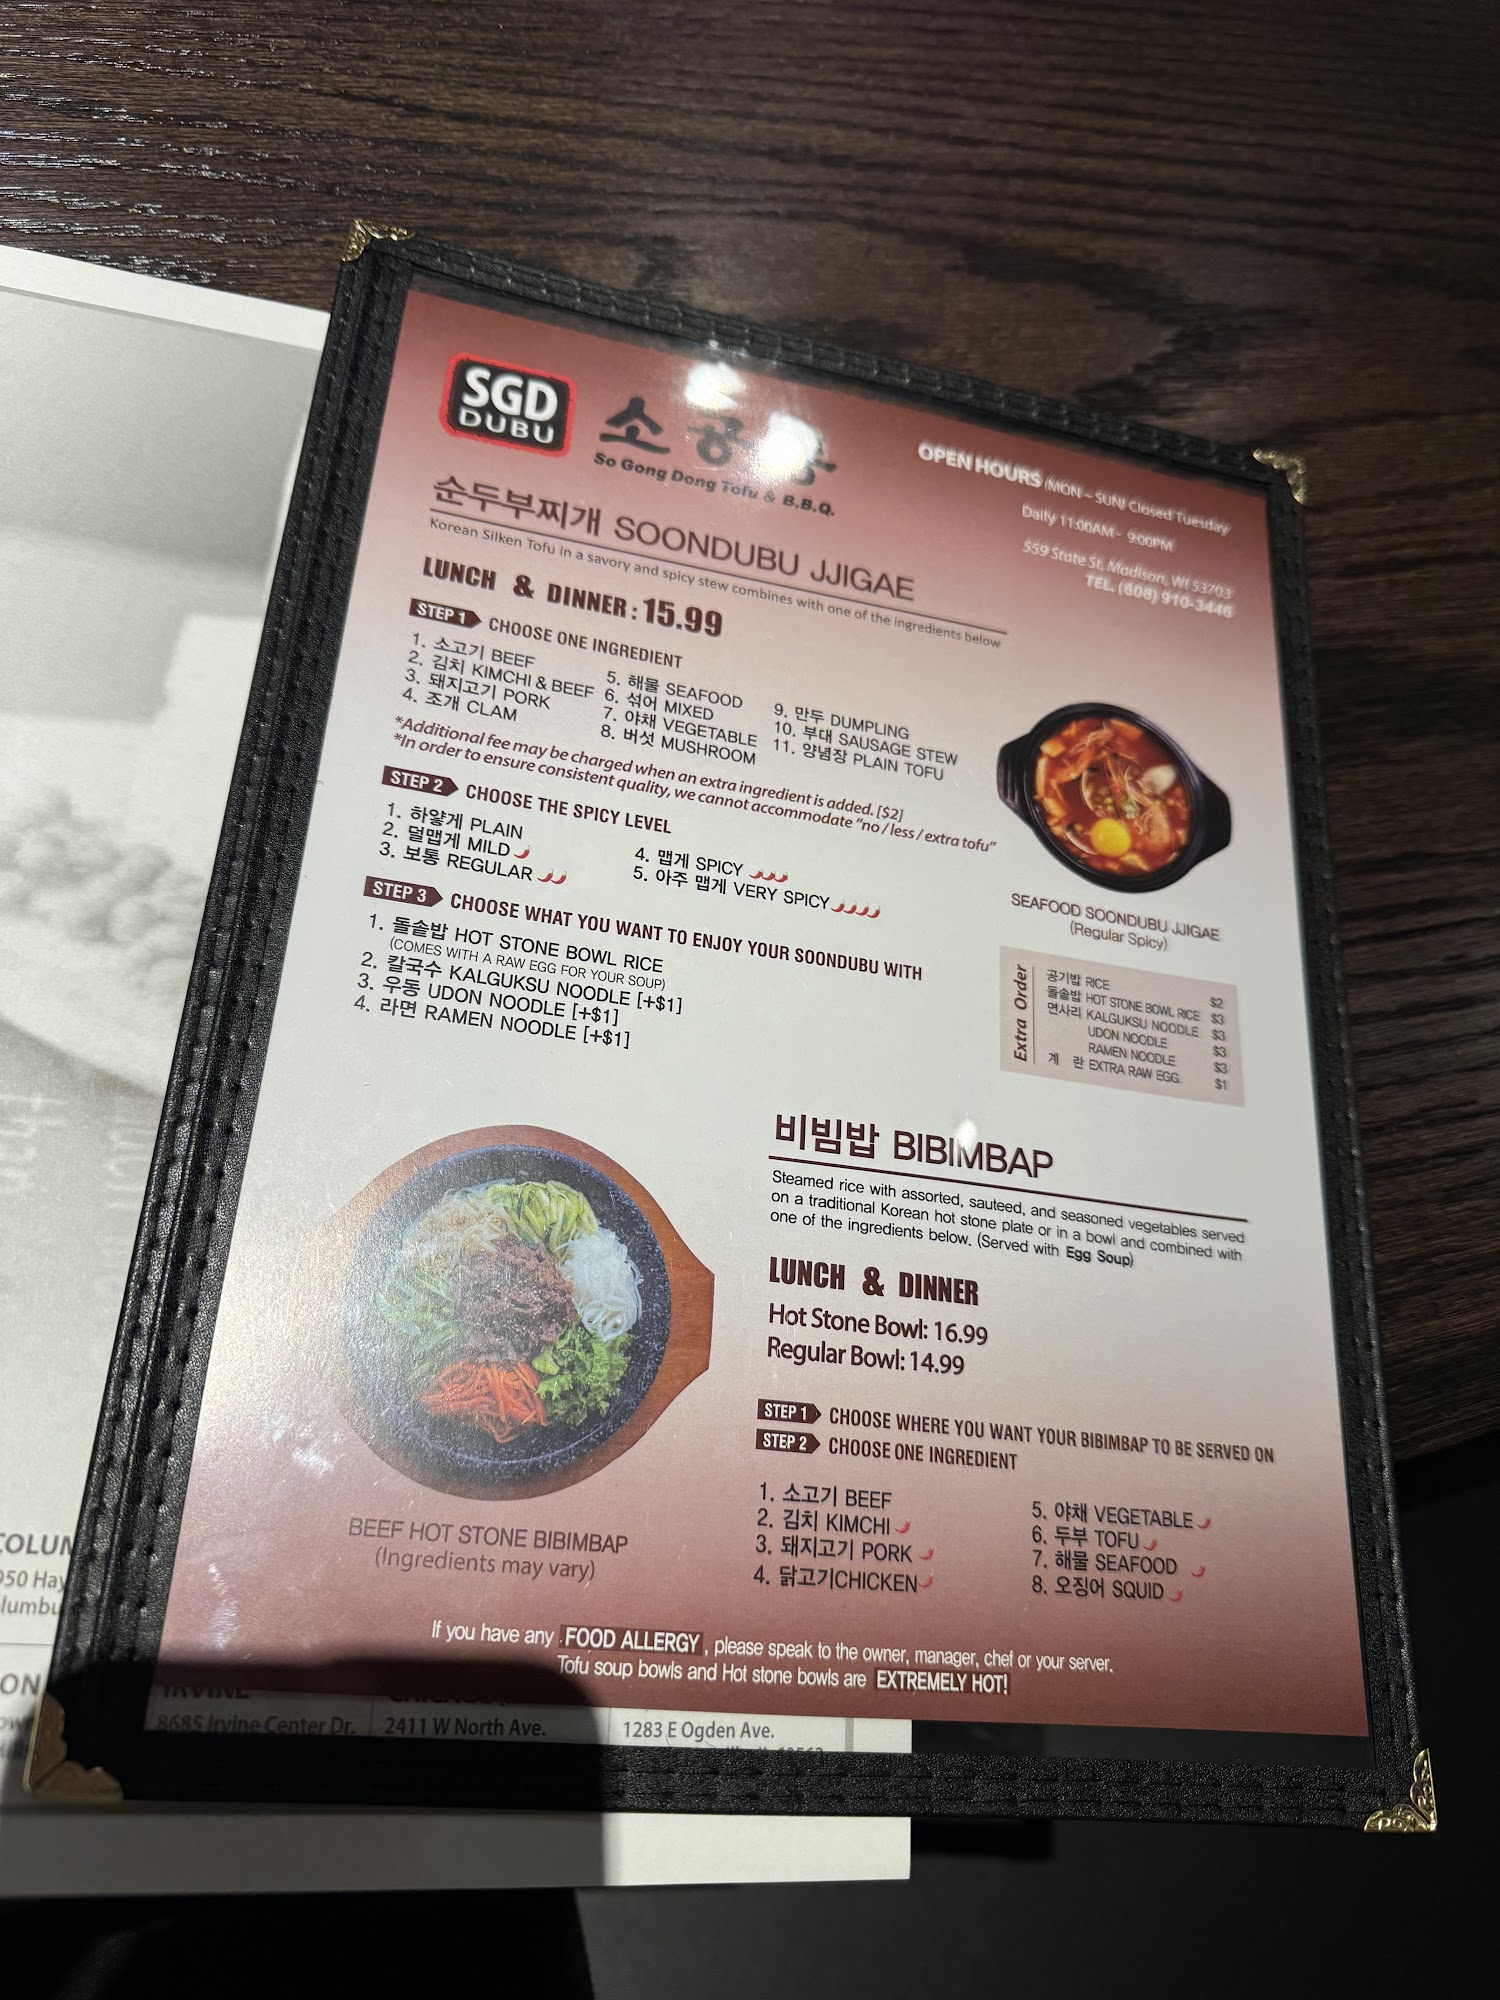 SGD
DUBU
소공동
So Gong Dong Tofu & B.B.Q.
OPEN HOURS (MON ~ SUN) Closed Tuesday
Daily 11:00AM - 9:00PM
559 State St, Madison, WI 53703
TEL. (608) 910-3446
순두부찌개 SOONDUBU JJIGAE
Korean Silken Tofu in a savory and spicy stew combines with one of the ingredients below
LUNCH & DINNER : 15.99
STEP 1 CHOOSE ONE INGREDIENT
1. 소고기 BEEF
2. 김치 KIMCHI & BEEF
3. 돼지고기 PORK
4. 조개 CLAM
5. 해물 SEAFOOD
6. 섞어 MIXED
7. 야채 VEGETABLE
8. 버섯 MUSHROOM
9. 만두 DUMPLING
10. 부대 SAUSAGE STEW
11. 양념장 PLAIN TOFU
*Additional fee may be charged when an extra ingredient is added. [$2]
*In order to ensure consistent quality, we cannot accommodate "no / less / extra tofu"
STEP 2 CHOOSE THE SPICY LEVEL
1. 하얗게 PLAIN
2. 덜맵게 MILD
3. 보통 REGULAR
4. 맵게 SPICY
5. 아주 맵게 VERY SPICY
STEP 3 CHOOSE WHAT YOU WANT TO ENJOY YOUR SOONDUBU WITH
1. 돌솥밥 HOT STONE BOWL RICE
(COMES WITH A RAW EGG FOR YOUR SOUP)
2. 칼국수 KALGUKSU NOODLE [+$1]
3. 우동 UDON NOODLE [+$1]
4. 라면 RAMEN NOODLE [+$1]
SEAFOOD SOONDUBU JJIGAE
(Regular Spicy)
Extra Order
공기밥 RICE $2
돌솥밥 HOT STONE BOWL RICE $3
면사리 KALGUKSU NOODLE $3
UDON NOODLE $3
RAMEN NOODLE $3
계 란 EXTRA RAW EGG $1
비빔밥 BIBIMBAP
Steamed rice with assorted, sauteed, and seasoned vegetables served
on a traditional Korean hot stone plate or in a bowl and combined with
one of the ingredients below. (Served with Egg Soup)
LUNCH & DINNER
Hot Stone Bowl: 16.99
Regular Bowl: 14.99
STEP 1 CHOOSE WHERE YOU WANT YOUR BIBIMBAP TO BE SERVED ON
STEP 2 CHOOSE ONE INGREDIENT
1. 소고기 BEEF
2. 김치 KIMCHI
3. 돼지고기 PORK
4. 닭고기CHICKEN
5. 야채 VEGETABLE
6. 두부 TOFU
7. 해물 SEAFOOD
8. 오징어 SQUID
BEEF HOT STONE BIBIMBAP
(Ingredients may vary)
If you have any FOOD ALLERGY, please speak to the owner, manager, chef or your server.
Tofu soup bowls and Hot stone bowls are EXTREMELY HOT!
COLUM
950 Hay
lumbu
ON
IRVINE
8685 Irvine Center Dr.
2411 W North Ave.
1283 E Ogden Ave.